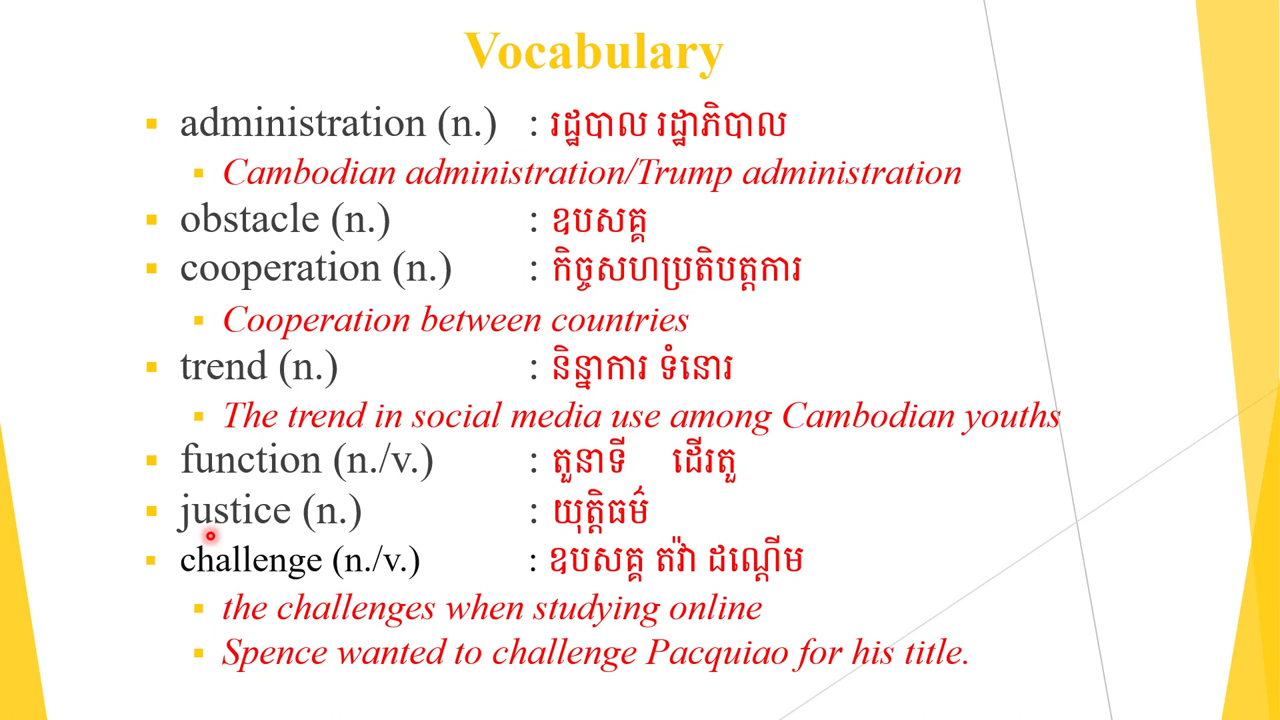 Vocabulary
▪ administration (n.) : រដ្ឋបាល រដ្ឋាភិបាល
▪ Cambodian administration/Trump administration
▪ obstacle (n.) : ឧបសគ្គ
▪ cooperation (n.) : កិច្ចសហប្រតិបត្តការ
▪ Cooperation between countries
▪ trend (n.) : និន្នាការ ទំនោរ
▪ The trend in social media use among Cambodian youths
▪ function (n./v.) : តួនាទី ដើរតួ
▪ justice (n.) : យុត្តិធម៌
▪ challenge (n./v.) : ឧបសគ្គ តវ៉ា ដណ្ដើម
▪ the challenges when studying online
▪ Spence wanted to challenge Pacquiao for his title.